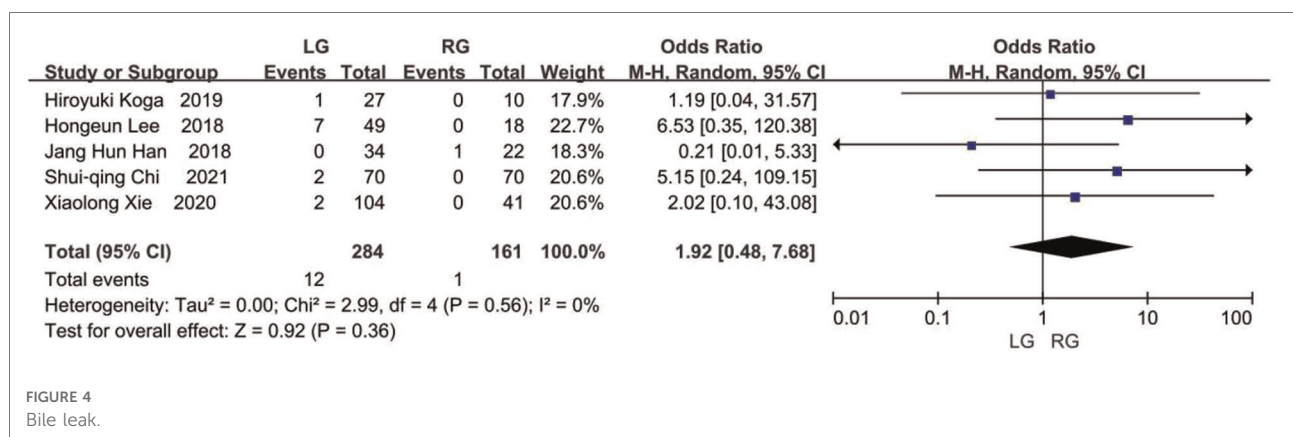 LG RG Odds Ratio Odds Ratio
Study or Subgroup Events Total Events Total Weight M-H, Random, 95% CI M-H, Random, 95% CI
Hiroyuki Koga 2019 1 27 0 10 17.9% 1.19 [0.04, 31.57]
Hongeun Lee 2018 7 49 0 18 22.7% 6.53 [0.35, 120.38]
Jang Hun Han 2018 0 34 1 22 18.3% 0.21 [0.01, 5.33]
Shui-qing Chi 2021 2 70 0 70 20.6% 5.15 [0.24, 109.15]
Xiaolong Xie 2020 2 104 0 41 20.6% 2.02 [0.10, 43.08]
Total (95% CI) 284 161 100.0% 1.92 [0.48, 7.68]
Total events 12 1
Heterogeneity: Tau² = 0.00; Chi² = 2.99, df = 4 (P = 0.56); I² = 0%
Test for overall effect: Z = 0.92 (P = 0.36)
0.01 0.1 1 10 100
LG RG
FIGURE 4
Bile leak.